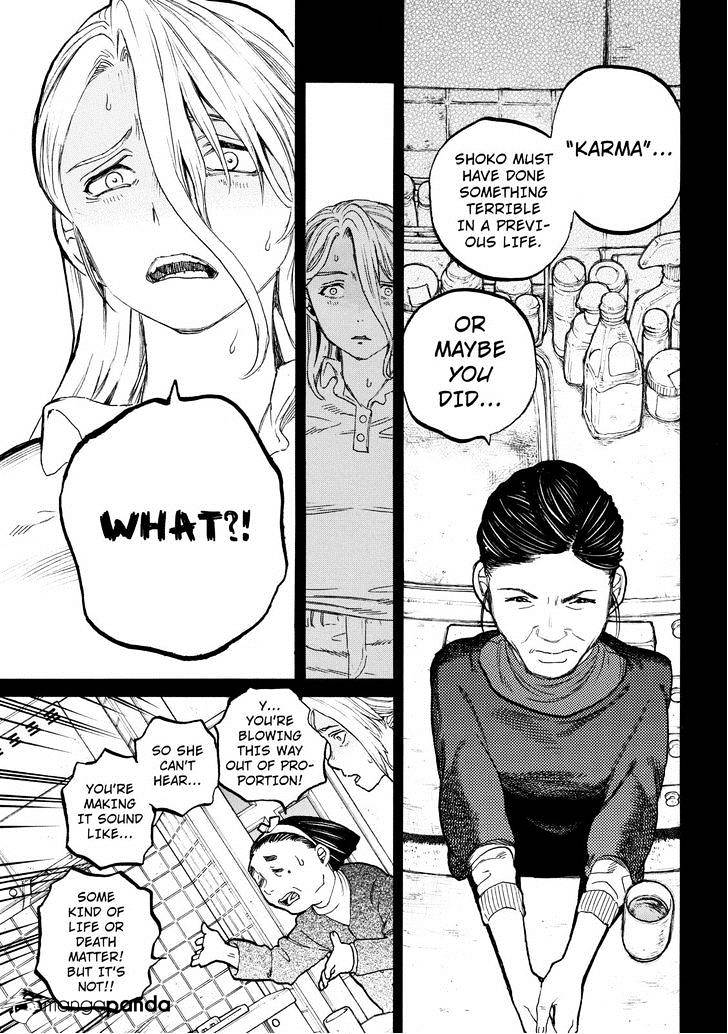 "KARMA"...
SHOKO MUST
HAVE DONE
SOMETHING
TERRIBLE
IN A PREVI-
OUS LIFE.
OR
MAYBE
YOU
DID...
WHAT?!
Y...
YOU'RE
BLOWING
THIS WAY
OUT OF PRO-
PORTION!
SO SHE
CAN'T
HEAR...
YOU'RE
MAKING
IT SOUND
LIKE...
SOME
KIND OF
LIFE OR
DEATH
MATTER!
BUT IT'S
NOT!!
mangapanda